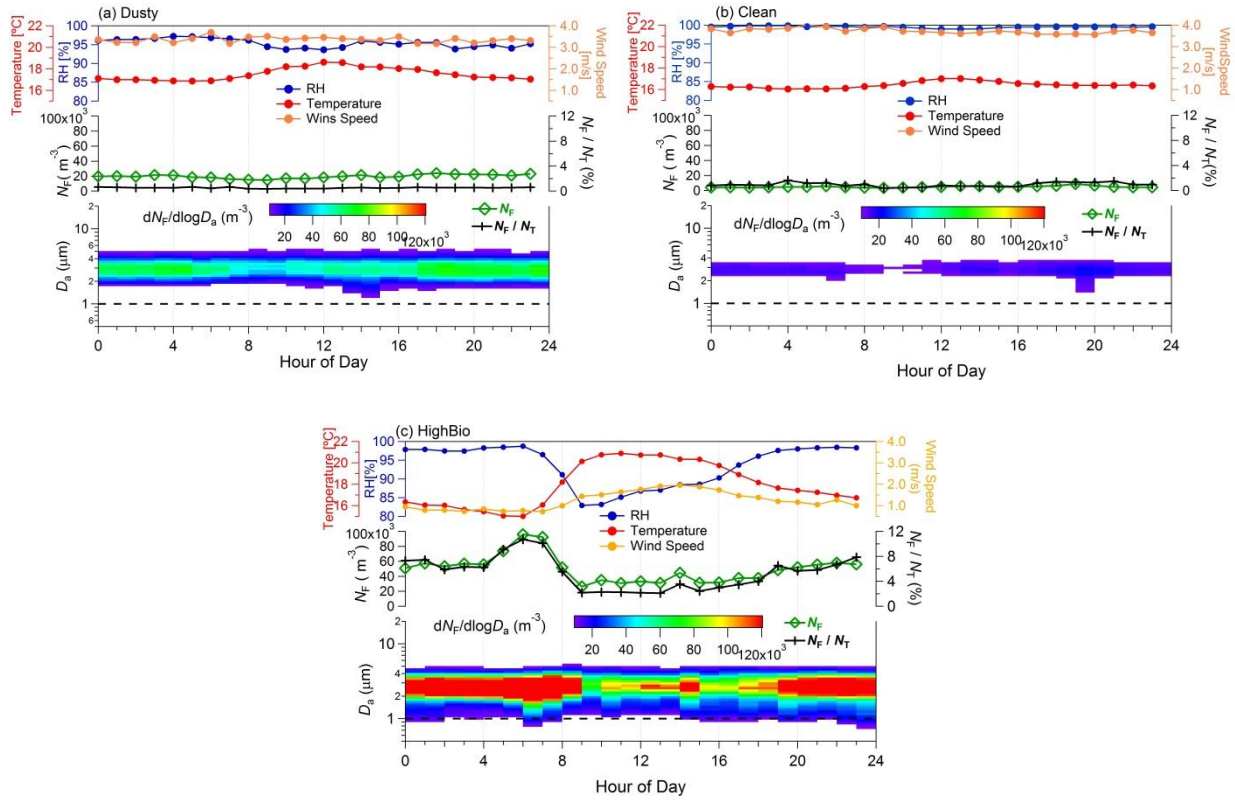 (a) Dusty
Temperature [ºC]
22
20
18
16
RH [%]
100
95
90
85
80
4.0
3.0
2.0
1.0
Wind Speed
[m/s]
RH
Temperature
Wins Speed
N_F ( m⁻³)
100x10³
80
60
40
20
0
12
8
4
0
N_F / N_T (%)
dN_F/dlogD_a (m⁻³)
20
60
100
40
80
120x10³
N_F
N_F / N_T
D_a (µm)
2
10
4
2
1
6
0
4
8
12
16
20
24
Hour of Day
(b) Clean
Temperature [ºC]
22
20
18
16
RH [%]
100
95
90
85
80
4.0
3.0
2.0
1.0
WindSpeed
[m/s]
RH
Temperature
Wind Speed
N_F ( m⁻³)
100x10³
80
60
40
20
0
12
8
4
0
N_F / N_T(%)
dN_F/dlogD_a (m⁻³)
20
60
100
40
80
120x10³
N_F
N_F / N_T
D_a (µm)
2
10
4
2
1
6
0
4
8
12
16
20
24
Hour of Day
(c) HighBio
Temperature [ºC]
22
20
18
16
RH[%]
100
95
90
85
80
4.0
3.0
2.0
1.0
Wind Speed
(m/s)
RH
Temperature
Wind Speed
N_F ( m⁻³)
100x10³
80
60
40
20
0
12
8
4
0
N_F / N_T (%)
dN_F/dlogD_a (m⁻³)
20
60
100
40
80
120x10³
N_F
N_F / N_T
D_a (µm)
2
10
4
2
1
0
4
8
12
16
20
24
Hour of Day